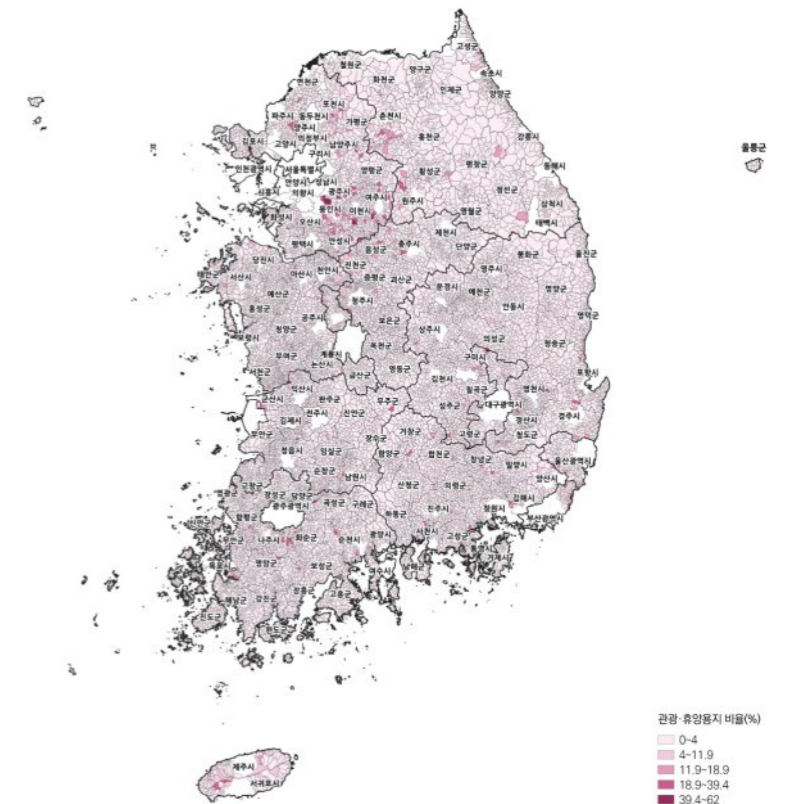 고성군
철원군
양구군
속초시
연천군
화천군
인제군
양양군
포천시
파주시
동두천시
춘천시
양주시
가평군
홍천군
강릉시
김포시
의정부시
고양시
남양주시
구리시
울릉군
인천광역시
서울특별시
양평군
횡성군
평창군
동해시
안양시
성남시
시흥시
의왕시
광주시
여주시
원주시
정선군
삼척시
용인시
이천시
영월군
화성시
오산시
태백시
제천시
평택시
안성시
음성군
충주시
단양군
봉화군
울진군
당진시
진천군
영주시
태안군
서산시
아산시
천안시
증평군
괴산군
문경시
예천군
영양군
예산군
청주시
안동시
홍성군
공주시
보은군
상주시
영덕군
청양군
의성군
청송군
보령시
부여군
계룡시
옥천군
구미시
논산시
서천군
영동군
김천시
포항시
금산군
칠곡군
영천시
익산시
군산시
완주군
무주군
성주군
대구광역시
전주시
진안군
경산시
경주시
김제시
부안군
장수군
거창군
고령군
청도군
정읍시
임실군
함양군
합천군
창녕군
밀양시
울산광역시
순창군
남원시
산청군
의령군
양산시
고창군
영광군
장성군
담양군
곡성군
구례군
김해시
광주광역시
하동군
진주시
창원시
부산광역시
함평군
신안군
무안군
나주시
화순군
순천시
광양시
사천시
고성군
통영시
거제시
목포시
영암군
보성군
여수시
남해군
장흥군
고흥군
해남군
강진군
진도군
완도군
제주시
서귀포시
관광·휴양용지 비율(%)
0~4
4~11.9
11.9~18.9
18.9~39.4
39.4~62